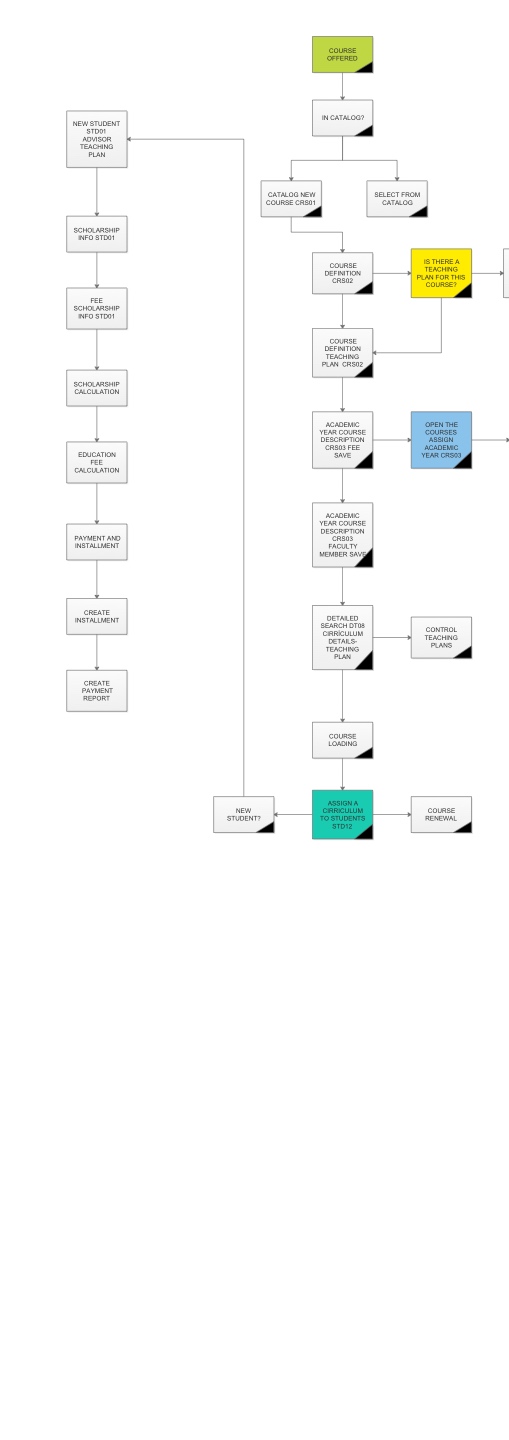 COURSE
OFFERED
IN CATALOG?
NEW STUDENT
STD01
ADVISOR
TEACHING
PLAN
CATALOG NEW
COURSE CRS01
SELECT FROM
CATALOG
SCHOLARSHIP
INFO STD01
COURSE
DEFINITION
CRS02
IS THERE A
TEACHING
PLAN FOR THIS
COURSE?
FEE
SCHOLARSHIP
INFO STD01
COURSE
DEFINITION
TEACHING
PLAN CRS02
SCHOLARSHIP
CALCULATION
ACADEMIC
YEAR COURSE
DESCRIPTION
CRS03 FEE
SAVE
OPEN THE
COURSES
ASSIGN
ACADEMIC
YEAR CRS03
EDUCATION
FEE
CALCULATION
ACADEMIC
YEAR COURSE
DESCRIPTION
CRS03
FACULTY
MEMBER SAVE
PAYMENT AND
INSTALLMENT
CREATE
INSTALLMENT
DETAILED
SEARCH DT08
CIRRİCULUM
DETAILS-
TEACHING
PLAN
CONTROL
TEACHING
PLANS
CREATE
PAYMENT
REPORT
COURSE
LOADING
NEW
STUDENT?
ASSIGN A
CIRRICULUM
TO STUDENTS
STD12
COURSE
RENEWAL